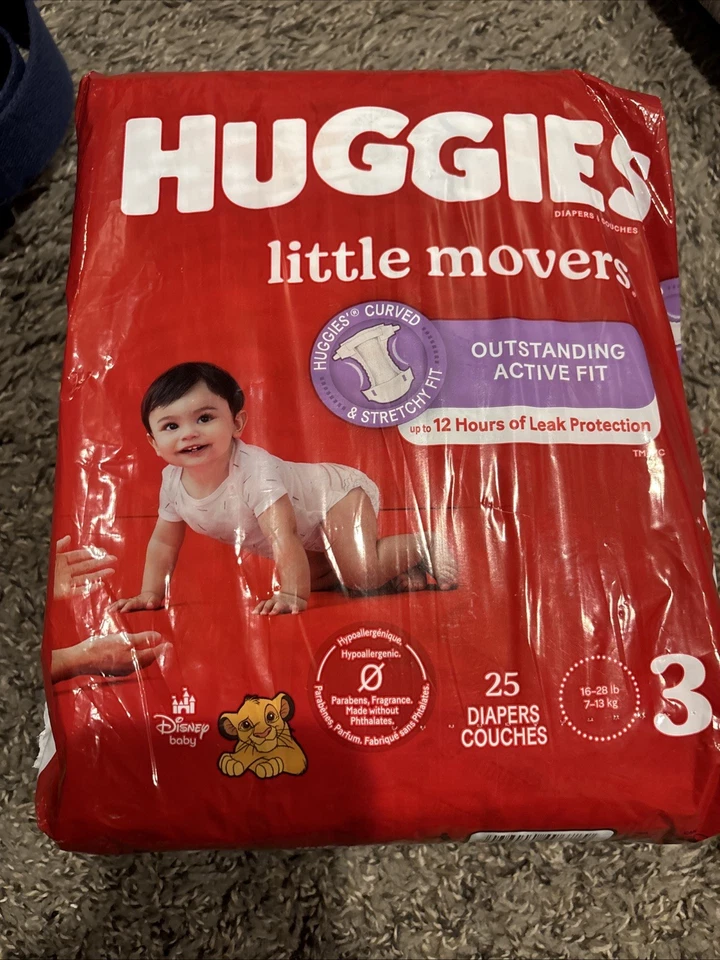 HUGGIES
DIAPERS | COUCHES
little movers
HUGGIES® CURVED
& STRETCHY FIT
OUTSTANDING
ACTIVE FIT
up to 12 Hours of Leak Protection
Hypoallergénique.
Hypoallergenic.
Parabens, Fragrance.
Made without
Phthalates.
Parabènes, Parfum. Fabriqué sans Phtalates.
Disney
baby
25
DIAPERS
COUCHES
16-28 lb
7-13 kg
3